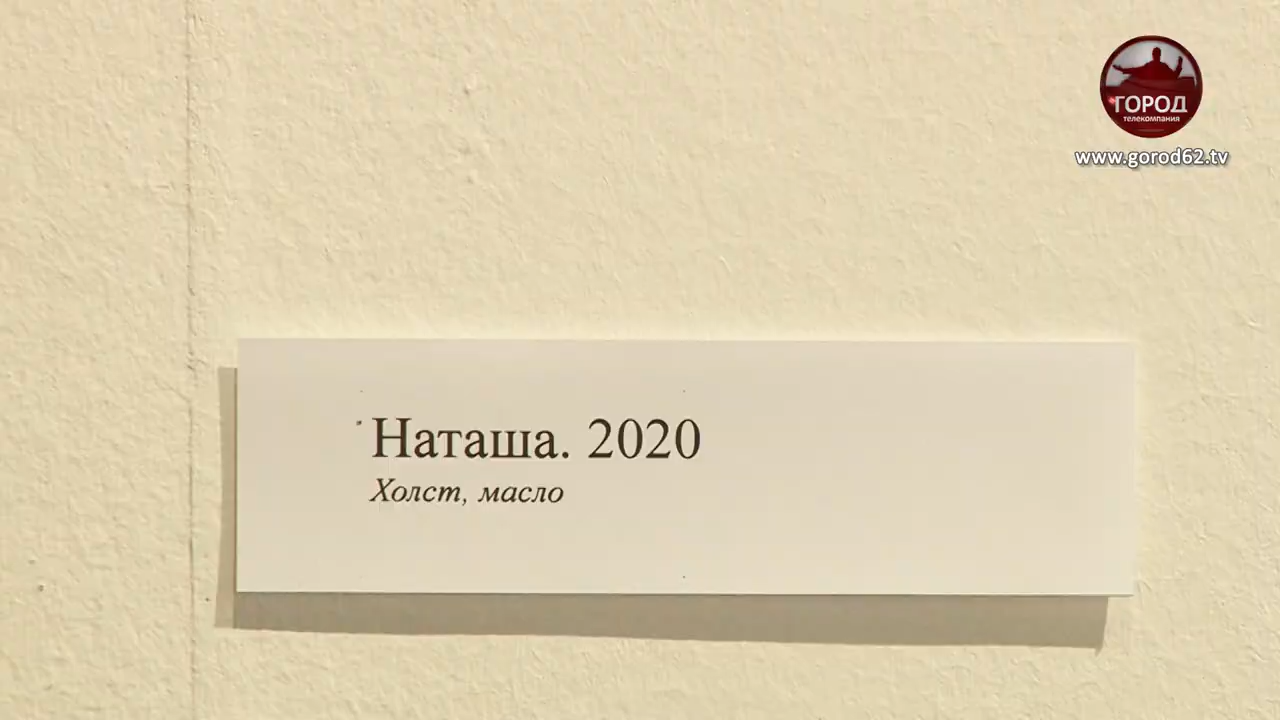 ГОРОД
телекомпания
www.gorod62.tv
Наташа. 2020
Холст, масло